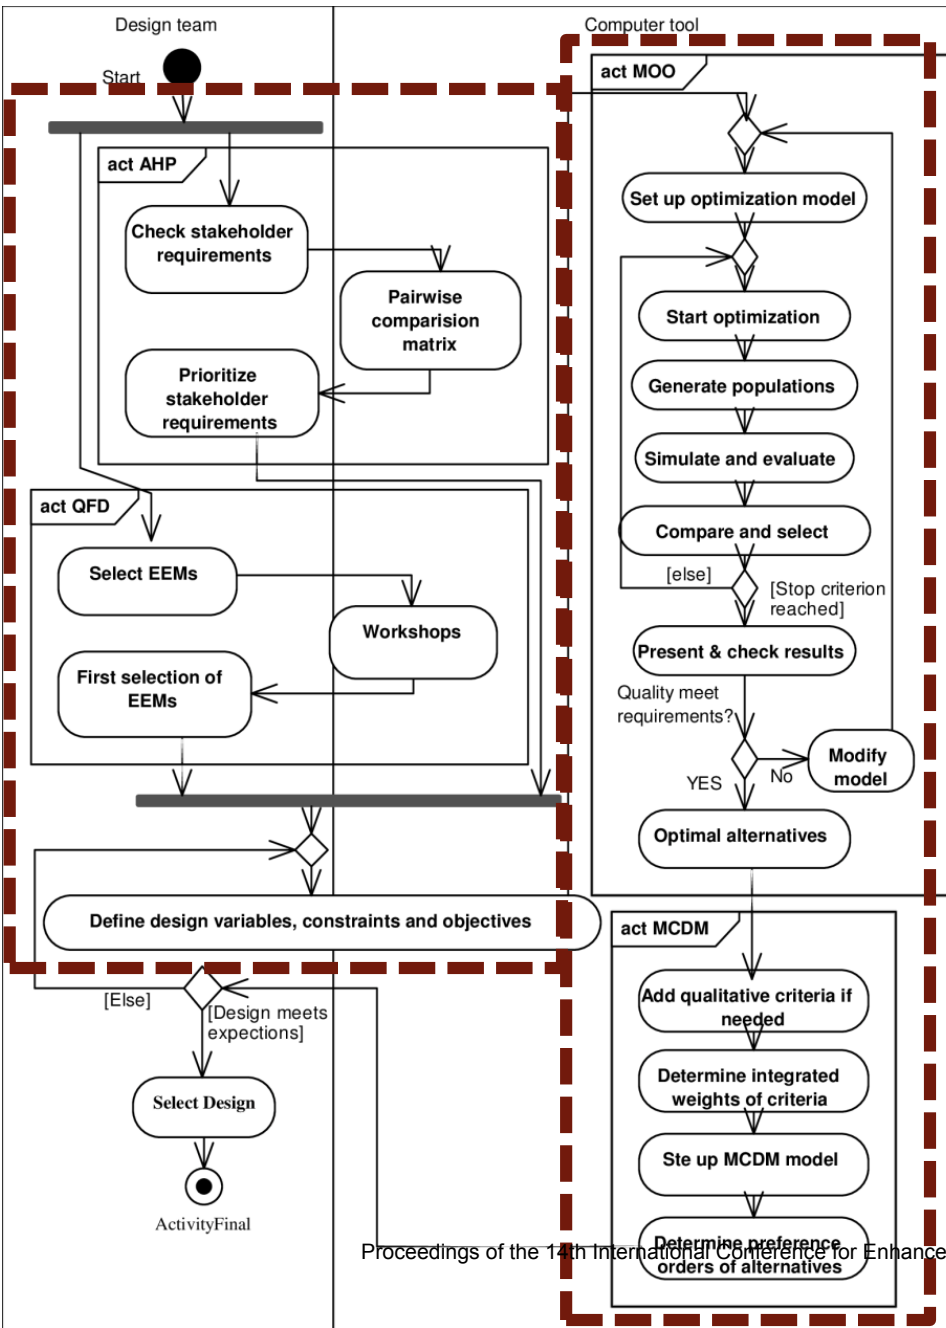 Design team
Computer tool
Start
act AHP
Check stakeholder
requirements
Pairwise
comparision
matrix
Prioritize
stakeholder
requirements
act QFD
Select EEMs
Workshops
First selection of
EEMs
Define design variables, constraints and objectives
[Else]
[Design meets
expections]
Select Design
ActivityFinal
act MOO
Set up optimization model
Start optimization
Generate populations
Simulate and evaluate
Compare and select
[else]
[Stop criterion
reached]
Present & check results
Quality meet
requirements?
No
Modify
model
YES
Optimal alternatives
act MCDM
Add qualitative criteria if
needed
Determine integrated
weights of criteria
Ste up MCDM model
Determine preference
orders of alternatives
Proceedings of the 14th International Conference for Enhance